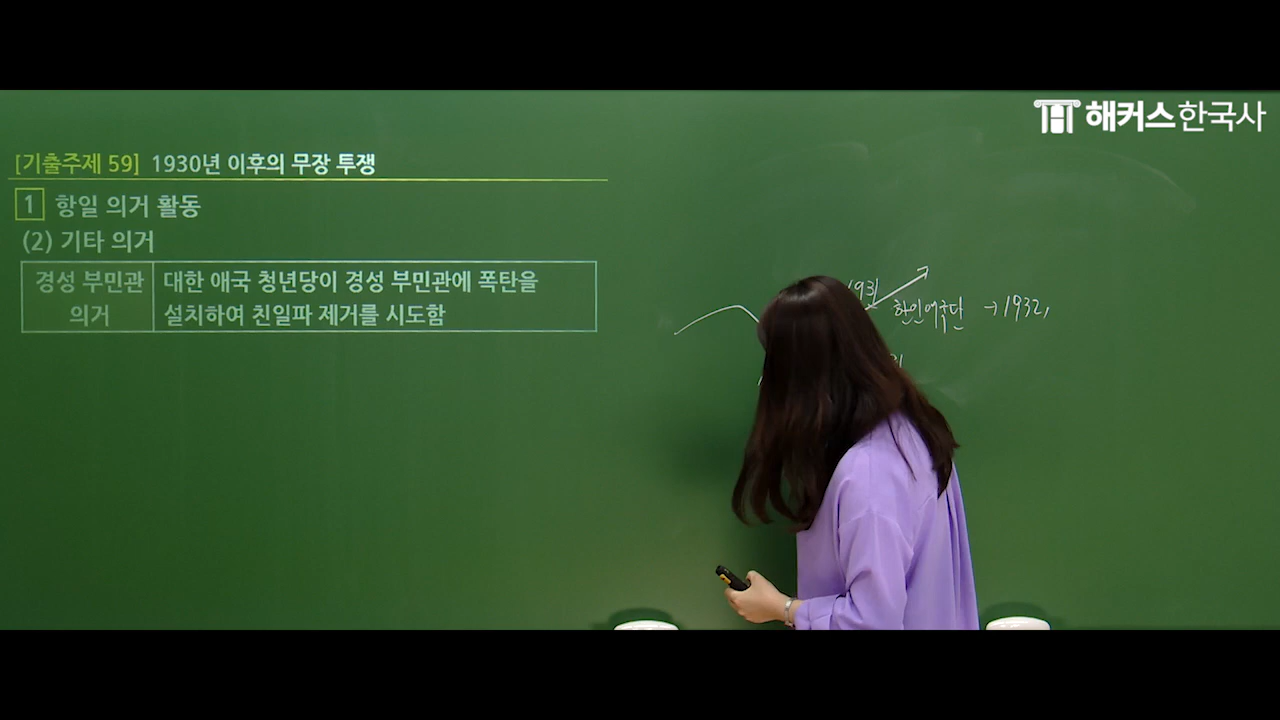 해커스한국사
[기출주제 59] 1930년 이후의 무장 투쟁
1 항일 의거 활동
(2) 기타 의거
경성 부민관 의거
대한 애국 청년당이 경성 부민관에 폭탄을
설치하여 친일파 제거를 시도함
1931
한인애국단 → 1932,